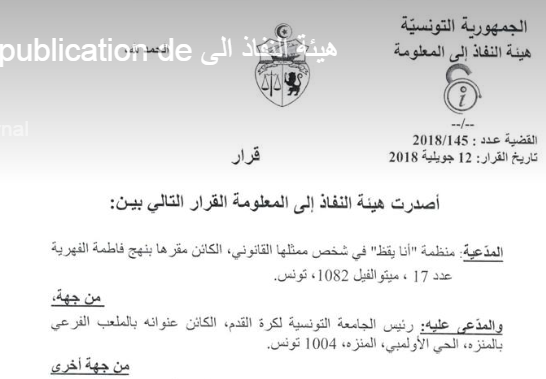 الجمهورية التونسيّة
هيئة النفاذ إلى المعلومة
publication de هيئة النفاذ الى
الحمد لله
--/--
القضية عدد : 2018/145
تاريخ القرار: 12 جويلية 2018
قرار
أصدرت هيئة النفاذ إلى المعلومة القرار التالي بين:
المدّعية: منظمة "أنا يقظ" في شخص ممثلها القانوني، الكائن مقرها بنهج فاطمة الفهرية
عدد 17 ، ميتوالفيل 1082، تونس.
من جهة،
والمدّعى عليه: رئيس الجامعة التونسية لكرة القدم، الكائن عنوانه بالملعب الفرعي
بالمنزه، الحي الأولمبي، المنزه، 1004 تونس.
من جهة أخرى